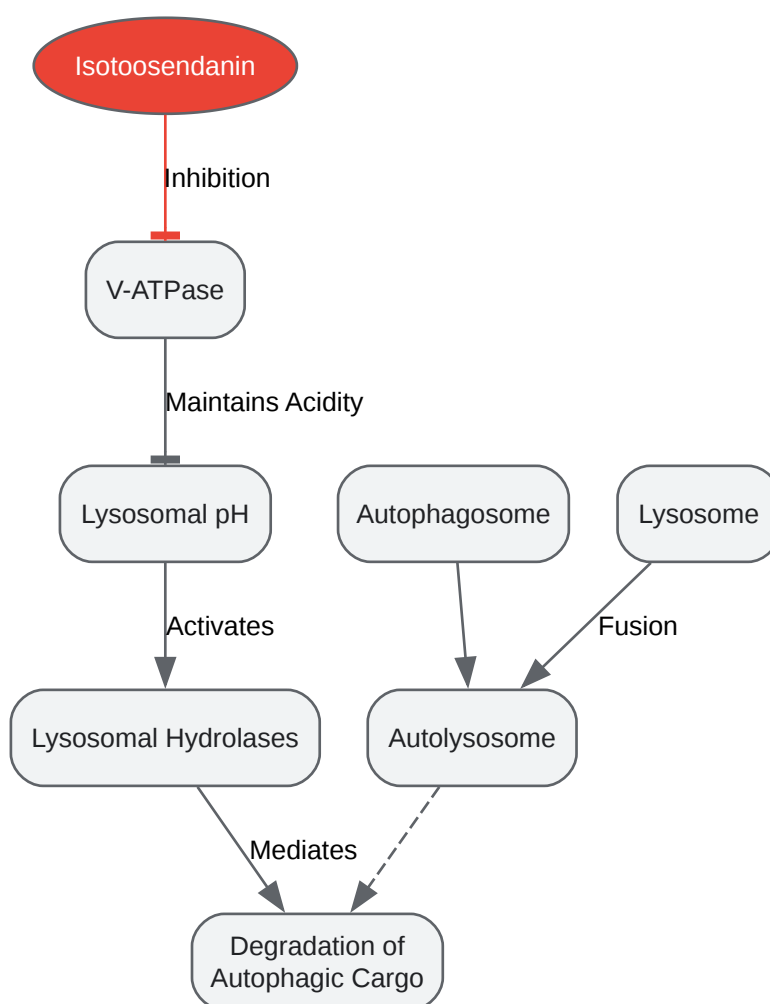 Isotoosendanin
Inhibition
V-ATPase
Maintains Acidity
Lysosomal pH
Autophagosome
Lysosome
Activates
Fusion
Lysosomal Hydrolases
Autolysosome
Mediates
Degradation of
Autophagic Cargo